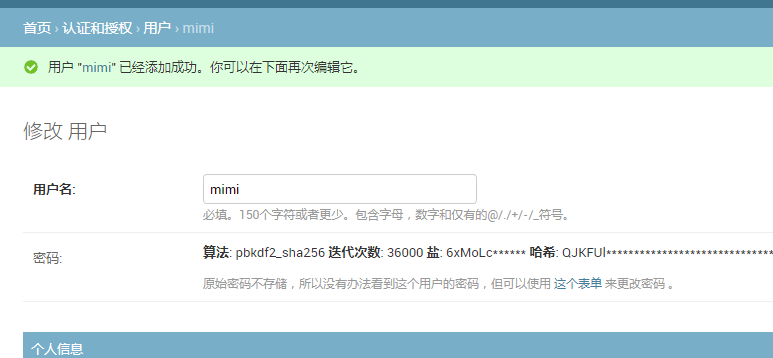 首页 › 认证和授权 › 用户 › mimi
用户 "mimi" 已经添加成功。你可以在下面再次编辑它。
修改 用户
用户名: mimi
必填。150个字符或者更少。包含字母，数字和仅有的@/./+/-/_符号。
密码: 算法: pbkdf2_sha256 迭代次数: 36000 盐: 6xMoLc****** 哈希: QJKFUl******************************
原始密码不存储，所以没有办法看到这个用户的密码，但可以使用 这个表单 来更改密码 。
个人信息